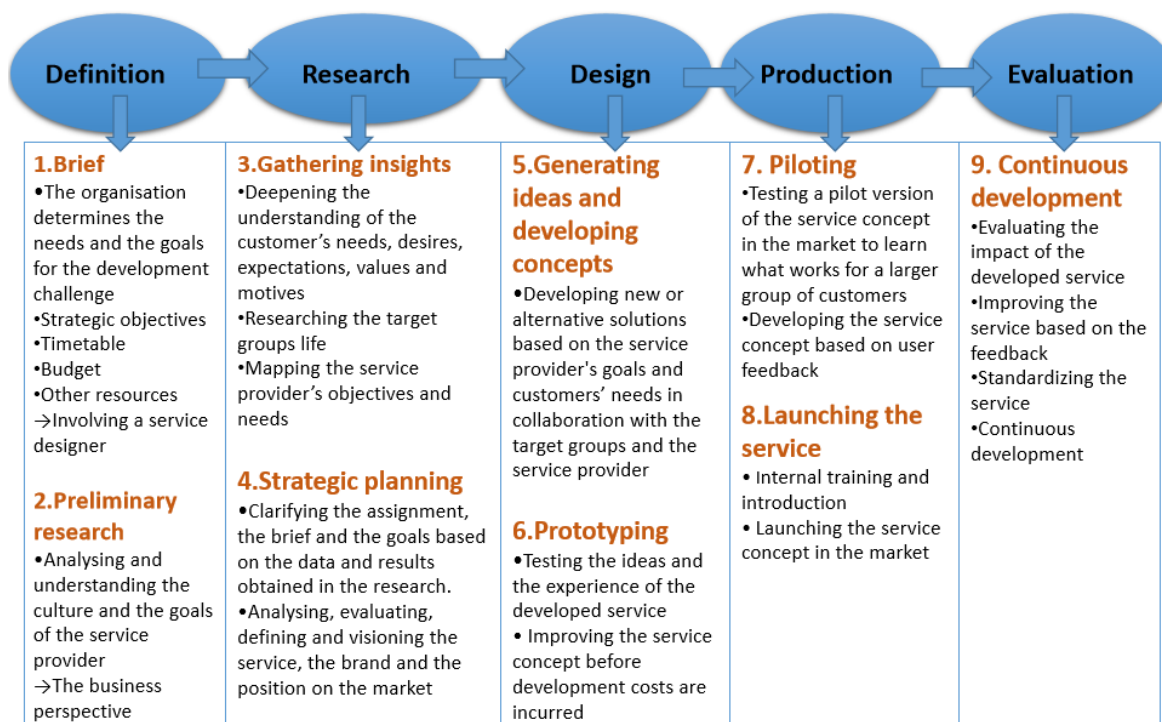 Definition
Research
Design
Production
Evaluation
1.Brief
•The organisation
determines the
needs and the goals
for the development
challenge
•Strategic objectives
•Timetable
•Budget
•Other resources
→Involving a service
designer
2.Preliminary
research
•Analysing and
understanding the
culture and the goals
of the service
provider
→The business
perspective
3.Gathering insights
•Deepening the
understanding of the
customer’s needs, desires,
expectations, values and
motives
•Researching the target
groups life
•Mapping the service
provider’s objectives and
needs
4.Strategic planning
•Clarifying the assignment,
the brief and the goals based
on the data and results
obtained in the research.
•Analysing, evaluating,
defining and visioning the
service, the brand and the
position on the market
5.Generating
ideas and
developing
concepts
•Developing new or
alternative solutions
based on the service
provider's goals and
customers’ needs in
collaboration with the
target groups and the
service provider
6.Prototyping
•Testing the ideas and
the experience of the
developed service
• Improving the service
concept before
development costs are
incurred
7. Piloting
•Testing a pilot version
of the service concept
in the market to learn
what works for a larger
group of customers
•Developing the service
concept based on user
feedback
8.Launching the
service
• Internal training and
introduction
• Launching the service
concept in the market
9. Continuous
development
•Evaluating the
impact of the
developed service
•Improving the
service based on the
feedback
•Standardizing the
service
•Continuous
development